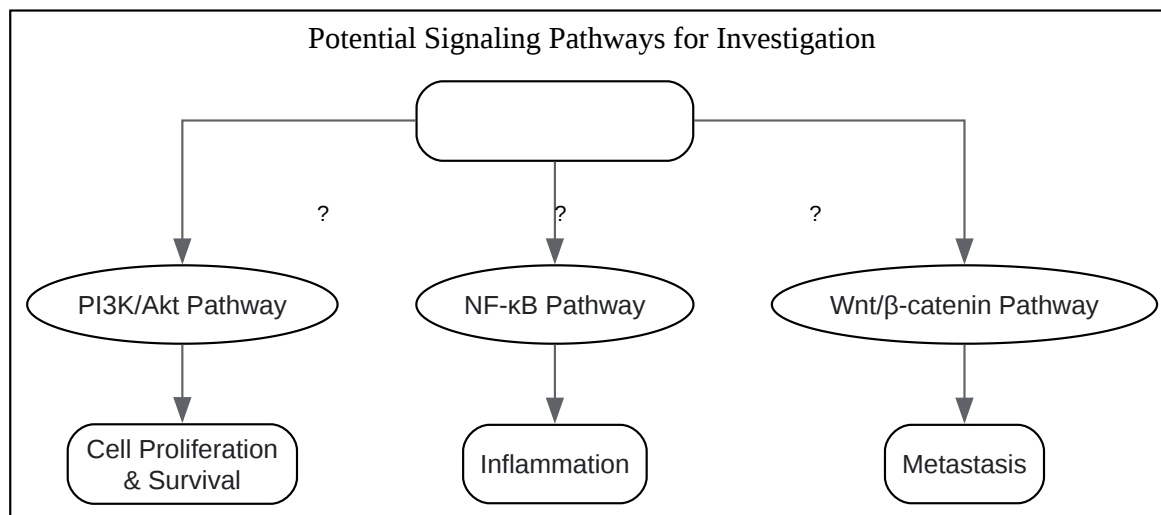 Potential Signaling Pathways for Investigation
?
?
?
PI3K/Akt Pathway
NF-κB Pathway
Wnt/β-catenin Pathway
Cell Proliferation
& Survival
Inflammation
Metastasis